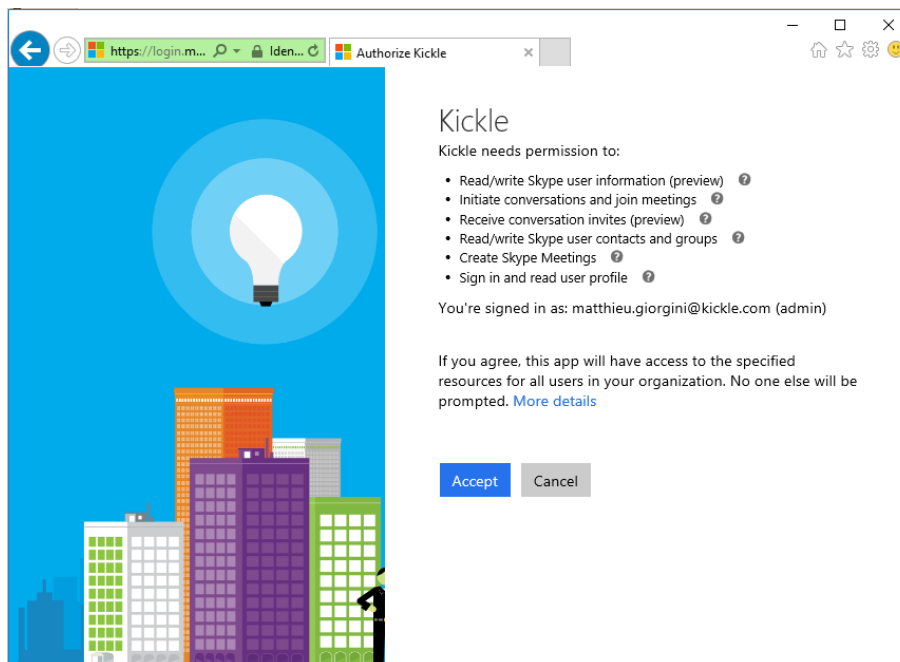 https://login.m... Iden... Authorize Kickle
Kickle
Kickle needs permission to:
• Read/write Skype user information (preview) ?
• Initiate conversations and join meetings ?
• Receive conversation invites (preview) ?
• Read/write Skype user contacts and groups ?
• Create Skype Meetings ?
• Sign in and read user profile ?
You're signed in as: matthieu.giorgini@kickle.com (admin)
If you agree, this app will have access to the specified
resources for all users in your organization. No one else will be
prompted. More details
Accept Cancel